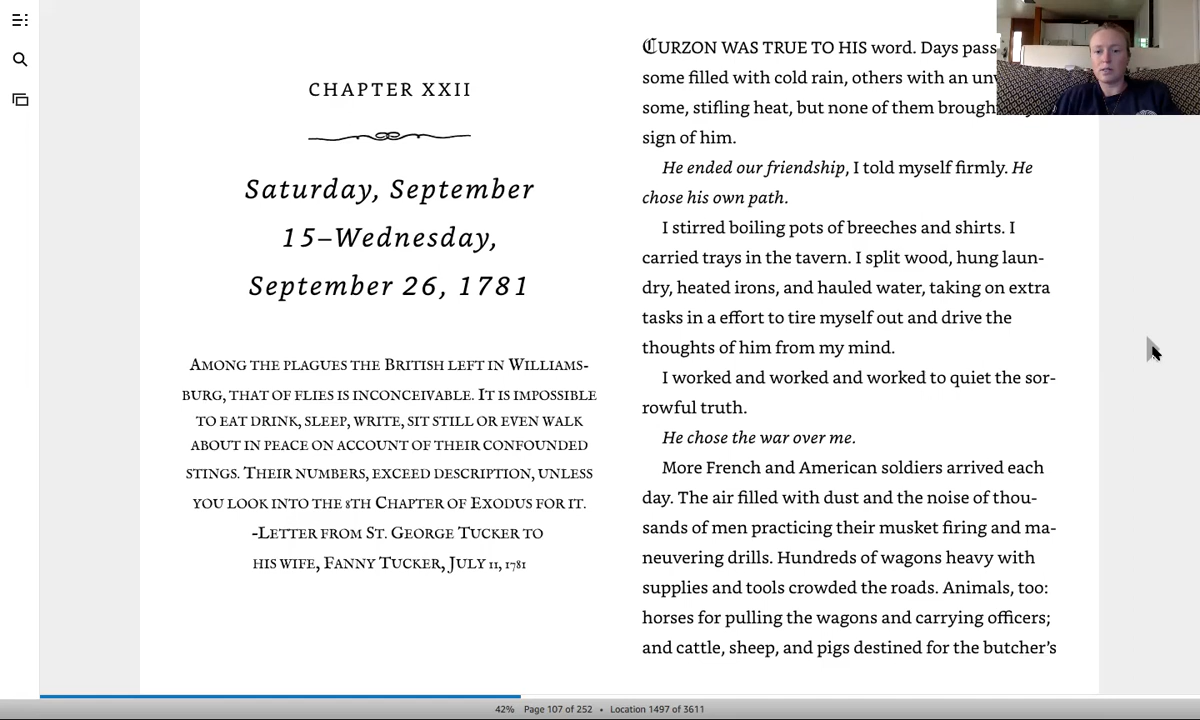 CHAPTER XXII
Saturday, September
15–Wednesday,
September 26, 1781
AMONG THE PLAGUES THE BRITISH LEFT IN WILLIAMS-
BURG, THAT OF FLIES IS INCONCEIVABLE. IT IS IMPOSSIBLE
TO EAT DRINK, SLEEP, WRITE, SIT STILL OR EVEN WALK
ABOUT IN PEACE ON ACCOUNT OF THEIR CONFOUNDED
STINGS. THEIR NUMBERS, EXCEED DESCRIPTION, UNLESS
YOU LOOK INTO THE 8TH CHAPTER OF EXODUS FOR IT.
-LETTER FROM ST. GEORGE TUCKER TO
HIS WIFE, FANNY TUCKER, JULY 11, 1781
CURZON WAS TRUE TO HIS word. Days pass
some filled with cold rain, others with an
some, stifling heat, but none of them brough
sign of him.
He ended our friendship, I told myself firmly. He
chose his own path.
I stirred boiling pots of breeches and shirts. I
carried trays in the tavern. I split wood, hung laun-
dry, heated irons, and hauled water, taking on extra
tasks in a effort to tire myself out and drive the
thoughts of him from my mind.
I worked and worked and worked to quiet the sor-
rowful truth.
He chose the war over me.
More French and American soldiers arrived each
day. The air filled with dust and the noise of thou-
sands of men practicing their musket firing and ma-
neuvering drills. Hundreds of wagons heavy with
supplies and tools crowded the roads. Animals, too:
horses for pulling the wagons and carrying officers;
and cattle, sheep, and pigs destined for the butcher's
42% Page 107 of 252 • Location 1497 of 3611